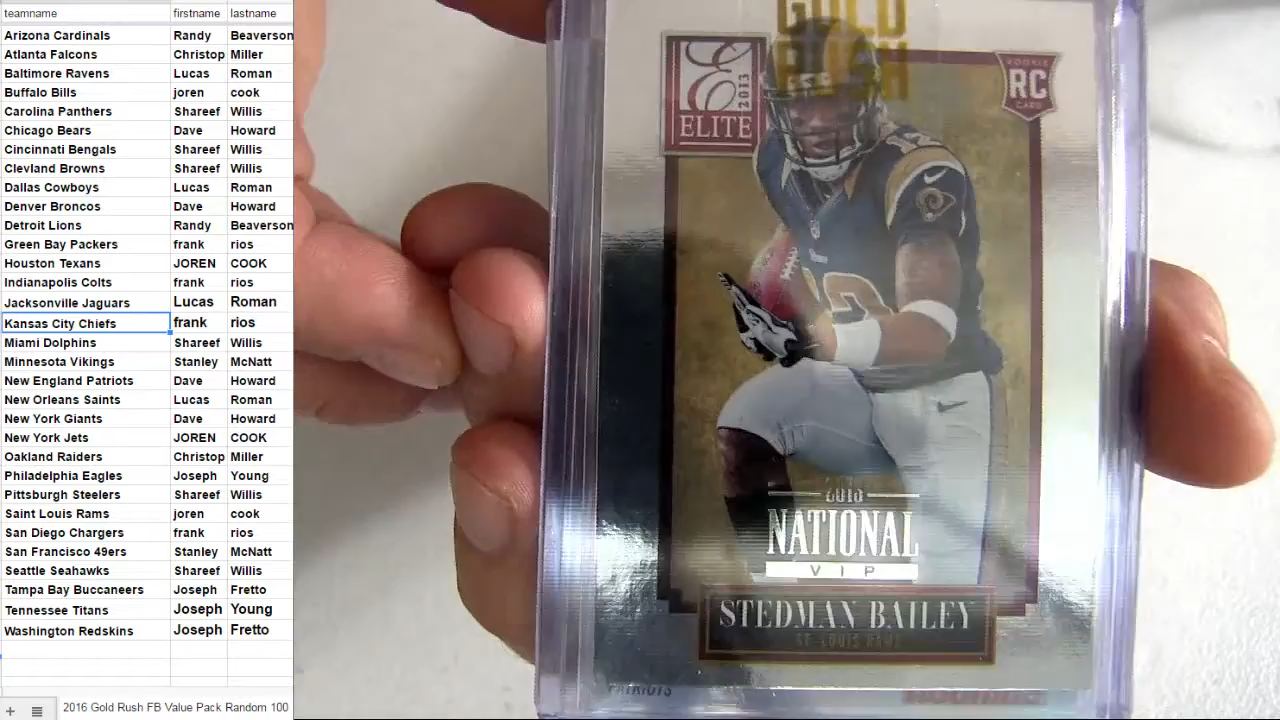 teamname firstname lastname
Arizona Cardinals Randy Beaverson
Atlanta Falcons Christop Miller
Baltimore Ravens Lucas Roman
Buffalo Bills joren cook
Carolina Panthers Shareef Willis
Chicago Bears Dave Howard
Cincinnati Bengals Shareef Willis
Clevland Browns Shareef Willis
Dallas Cowboys Lucas Roman
Denver Broncos Dave Howard
Detroit Lions Randy Beaverson
Green Bay Packers frank rios
Houston Texans JOREN COOK
Indianapolis Colts frank rios
Jacksonville Jaguars Lucas Roman
Kansas City Chiefs frank rios
Miami Dolphins Shareef Willis
Minnesota Vikings Stanley McNatt
New England Patriots Dave Howard
New Orleans Saints Lucas Roman
New York Giants Dave Howard
New York Jets JOREN COOK
Oakland Raiders Christop Miller
Philadelphia Eagles Joseph Young
Pittsburgh Steelers Shareef Willis
Saint Louis Rams joren cook
San Diego Chargers frank rios
San Francisco 49ers Stanley McNatt
Seattle Seahawks Shareef Willis
Tampa Bay Buccaneers Joseph Fretto
Tennessee Titans Joseph Young
Washington Redskins Joseph Fretto
2016 Gold Rush FB Value Pack Random 100
GOLD
RUSH
E 2013
ELITE
ROOKIE
RC
CARD
12
12
2013
NATIONAL
VIP
STEDMAN BAILEY
ST. LOUIS RAMS
PATRIOTS